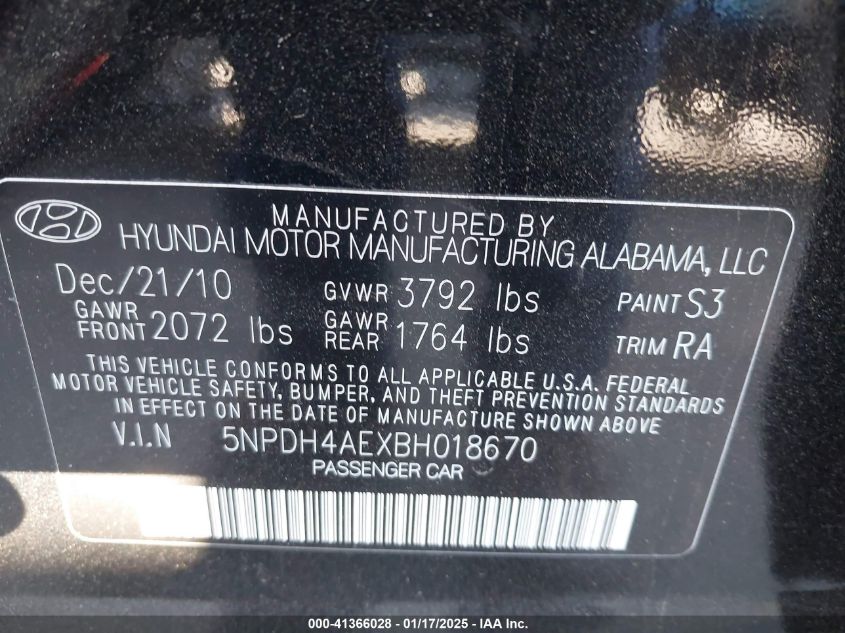 MANUFACTURED BY
HYUNDAI MOTOR MANUFACTURING ALABAMA, LLC
Dec/21/10 GVWR 3792 lbs PAINT S3
GAWR FRONT 2072 lbs GAWR REAR 1764 lbs TRIM RA
THIS VEHICLE CONFORMS TO ALL APPLICABLE U.S.A. FEDERAL
MOTOR VEHICLE SAFETY, BUMPER, AND THEFT PREVENTION STANDARDS
IN EFFECT ON THE DATE OF MANUFACTURE SHOWN ABOVE
V.I.N 5NPDH4AEXBH018670
PASSENGER CAR
000-41366028 - 01/17/2025 - IAA Inc.